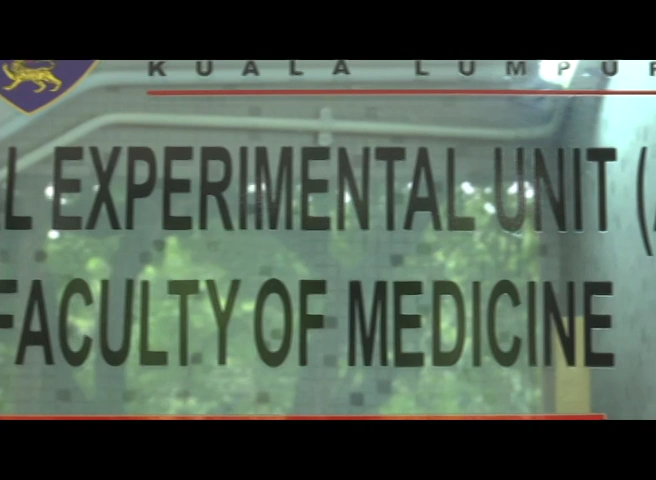 KUALA LUMPUR
L EXPERIMENTAL UNIT (
FACULTY OF MEDICINE